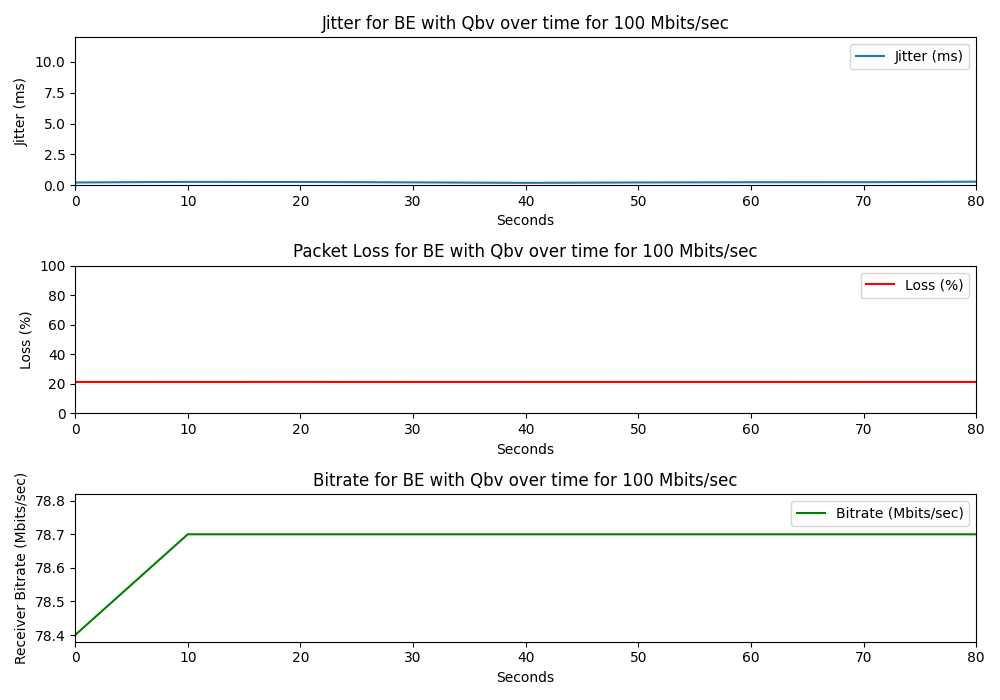 Jitter for BE with Qbv over time for 100 Mbits/sec
Jitter (ms)
10.0
7.5
5.0
2.5
0.0
Jitter (ms)
0 10 20 30 40 50 60 70 80
Seconds
Packet Loss for BE with Qbv over time for 100 Mbits/sec
Loss (%)
100
80
60
40
20
0
Loss (%)
0 10 20 30 40 50 60 70 80
Seconds
Bitrate for BE with Qbv over time for 100 Mbits/sec
Receiver Bitrate (Mbits/sec)
78.8
78.7
78.6
78.5
78.4
Bitrate (Mbits/sec)
0 10 20 30 40 50 60 70 80
Seconds